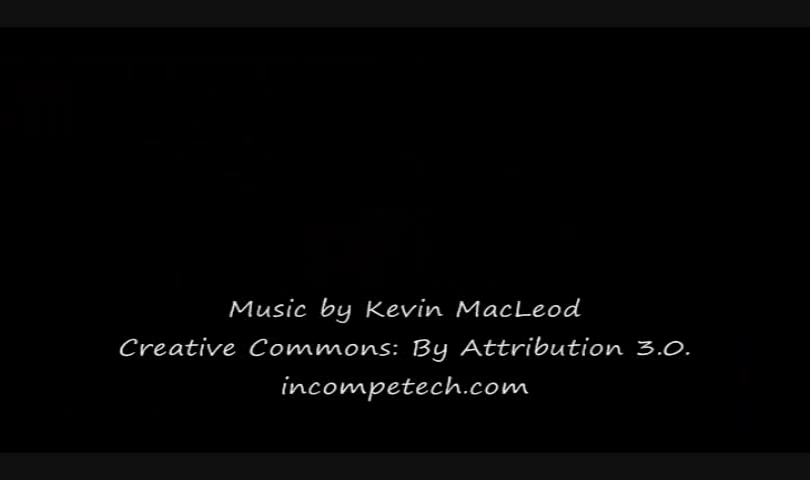 Music by Kevin MacLeod
Creative Commons: By Attribution 3.0.
incompetech.com